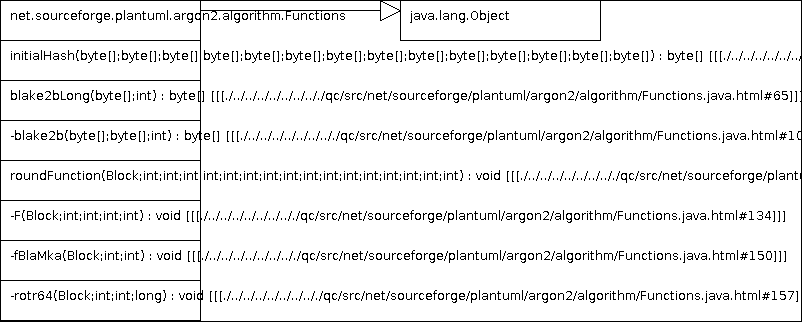 net.sourceforge.plantuml.argon2.algorithm.Functions
java.lang.Object
initialHash(byte[];byte[];byte[];byte[];byte[];byte[];byte[];byte[];byte[];byte[];byte[];byte[];byte[];byte[]) : byte[] [[[./../../../../../..
blake2bLong(byte[];int) : byte[] [[[./../../../../../../../qc/src/net/sourceforge/plantuml/argon2/algorithm/Functions.java.html#65]]]
-blake2b(byte[];byte[];int) : byte[] [[[./../../../../../../../qc/src/net/sourceforge/plantuml/argon2/algorithm/Functions.java.html#10
roundFunction(Block;int;int;int;int;int;int;int;int;int;int;int;int;int;int;int;int) : void [[[./../../../../../../../qc/src/net/sourceforge/plant
-F(Block;int;int;int;int) : void [[[./../../../../../../../qc/src/net/sourceforge/plantuml/argon2/algorithm/Functions.java.html#134]]]
-fBlaMka(Block;int;int) : void [[[./../../../../../../../qc/src/net/sourceforge/plantuml/argon2/algorithm/Functions.java.html#150]]]
-rotr64(Block;int;int;long) : void [[[./../../../../../../../qc/src/net/sourceforge/plantuml/argon2/algorithm/Functions.java.html#157]